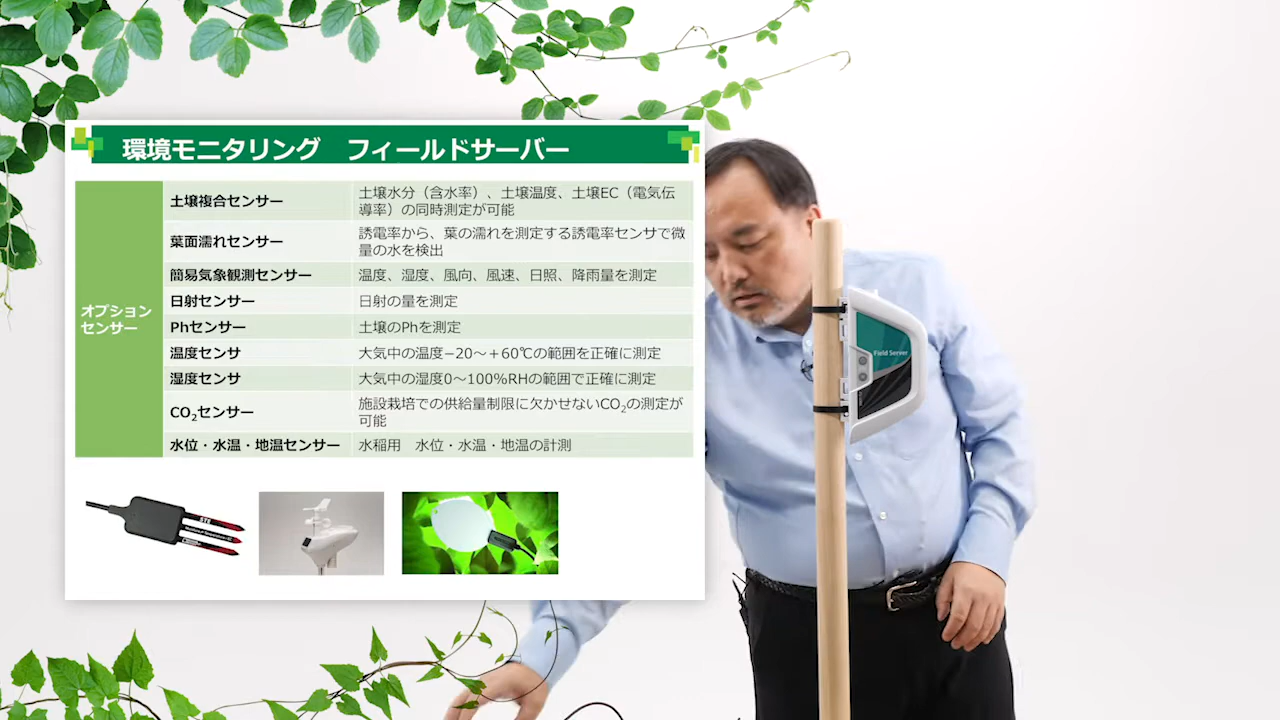 環境モニタリング　フィールドサーバー
オプション
センサー
土壌複合センサー
土壌水分（含水率）、土壌温度、土壌EC（電気伝
導率）の同時測定が可能
葉面濡れセンサー
誘電率から、葉の濡れを測定する誘電率センサで微
量の水を検出
簡易気象観測センサー
温度、湿度、風向、風速、日照、降雨量を測定
日射センサー
日射の量を測定
Phセンサー
土壌のPhを測定
温度センサ
大気中の温度－20～＋60℃の範囲を正確に測定
湿度センサ
大気中の湿度0～100%RHの範囲で正確に測定
CO₂センサー
施設栽培での供給量制限に欠かせないCO₂の測定が
可能
水位・水温・地温センサー
水稲用　水位・水温・地温の計測
Field Server